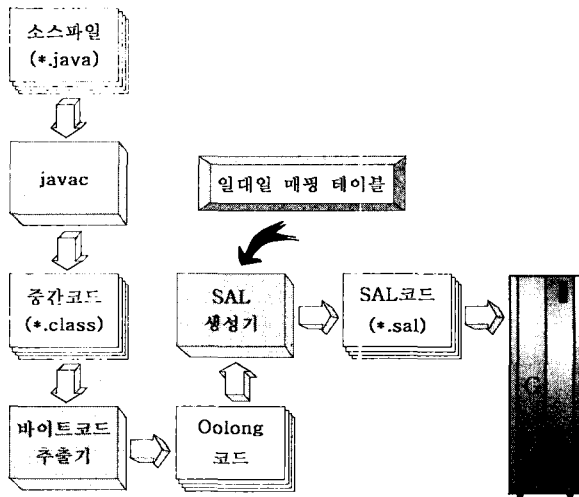 소스파일
(*.java)
javac
일대일 매핑 테이블
중간코드
(*.class)
SAL
생성기
SAL코드
(*.sal)
바이트코드
추출기
Oolong
코드